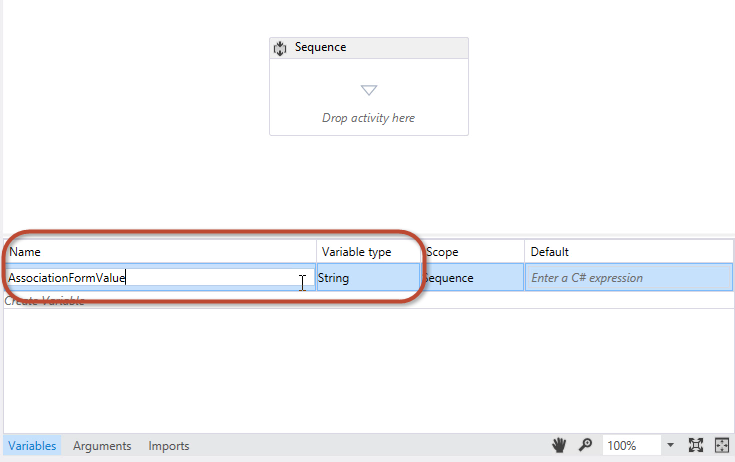 Sequence
Drop activity here
Name Variable type Scope Default
AssociationFormValue String Sequence Enter a C# expression
Create Variable
Variables Arguments Imports 100%